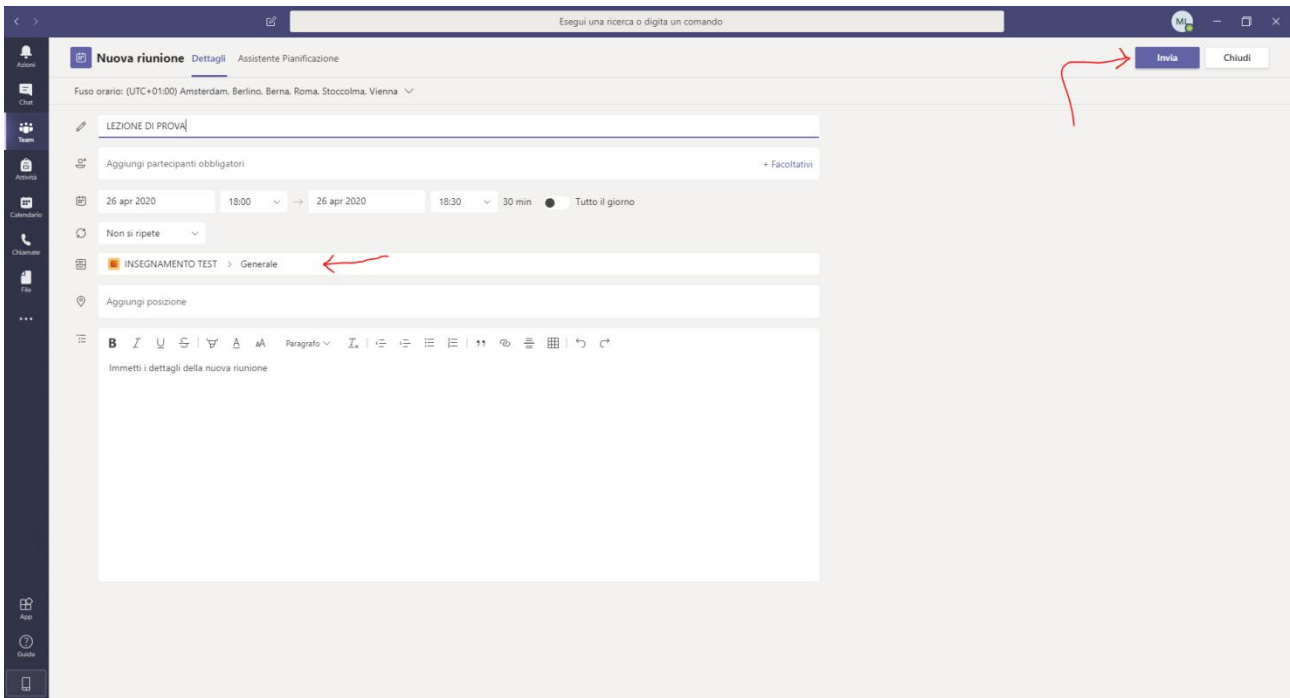 Esegui una ricerca o digita un comando
ML
Azioni
Chat
Team
Attività
Calendario
Chiamate
File
App
Guida
Nuova riunione Dettagli Assistente Pianificazione
Invia Chiudi
Fuso orario: (UTC+01:00) Amsterdam, Berlino, Berna, Roma, Stoccolma, Vienna
LEZIONE DI PROVA
Aggiungi partecipanti obbligatori + Facoltativi
26 apr 2020 18:00 → 26 apr 2020 18:30 30 min Tutto il giorno
Non si ripete
INSEGNAMENTO TEST > Generale
Aggiungi posizione
B I U S A AA Paragrafo Ix
Immetti i dettagli della nuova riunione